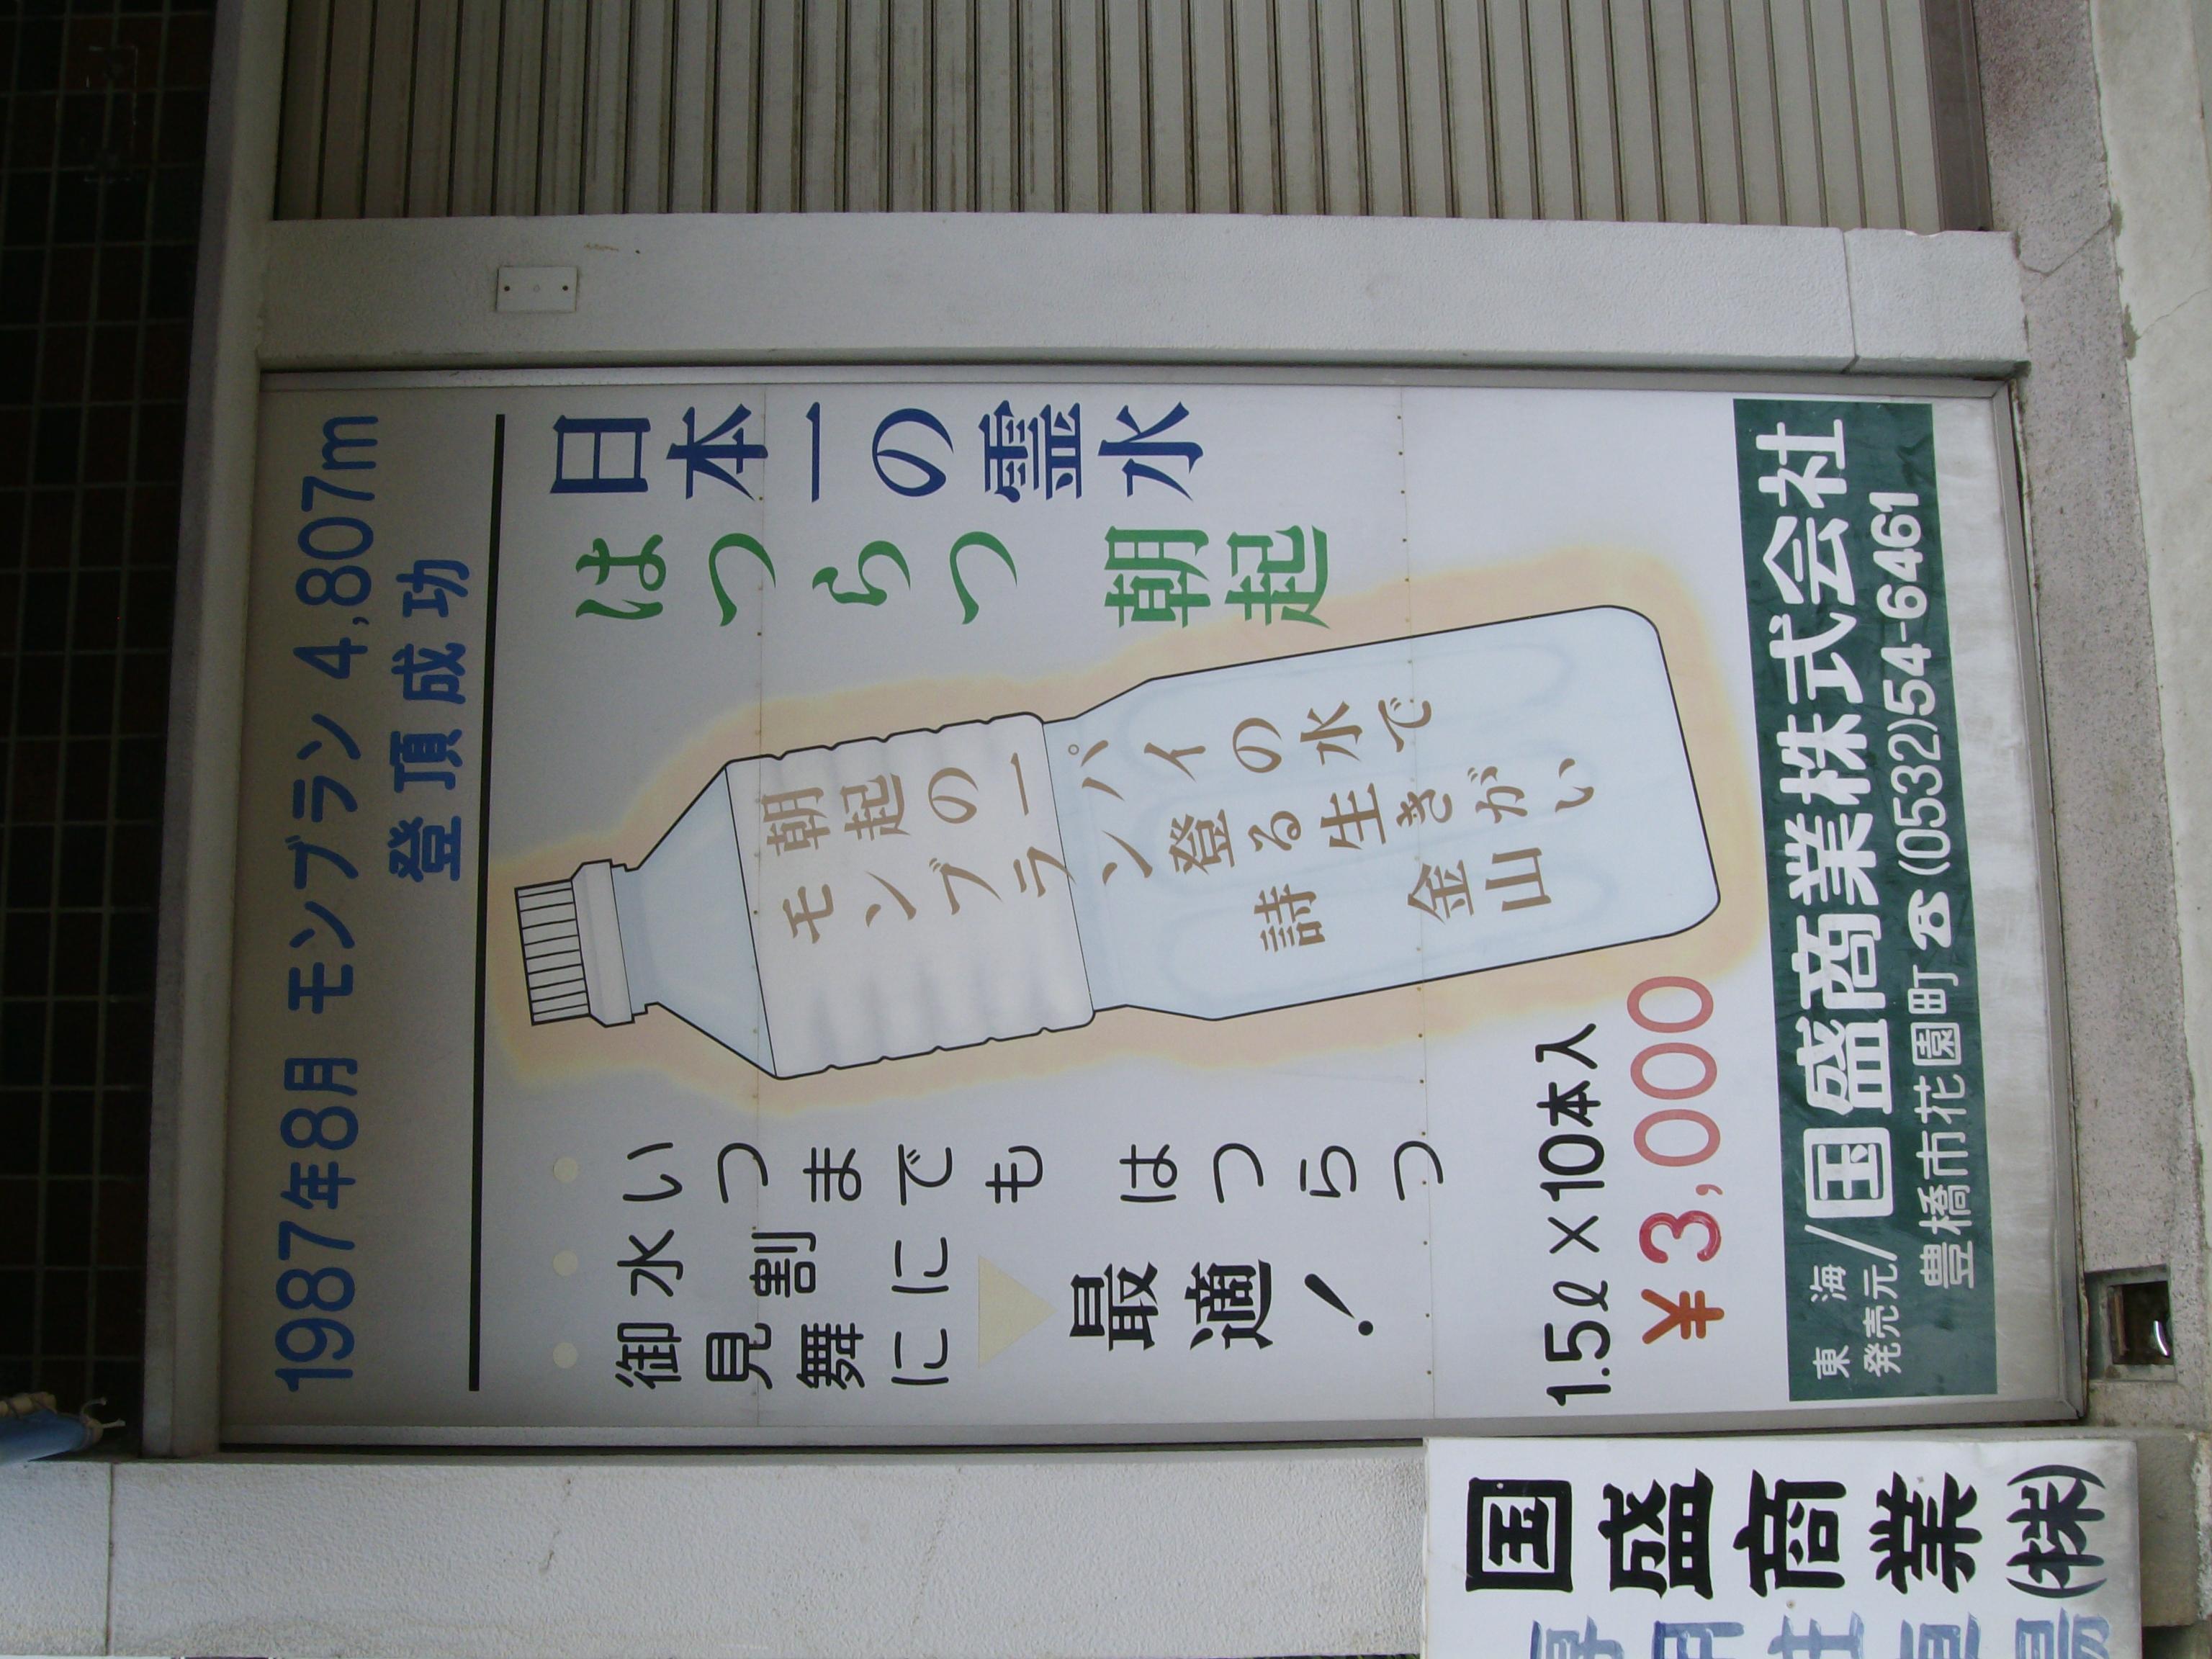 1987年8月 モンブラン 4,807m
登頂成功
日本一の霊水
はつらつ 朝起
朝起の一パイの水で
モンブラン登る生きがい
詩 金山
いつまでも はつらつ
水割に
御見舞に
最適!
1.5ℓ×10本入
¥3,000
東海
発売元/国盛商業株式会社
豊橋市花園町☎(0532)54-6461
国盛商業(株)
専用駐車場